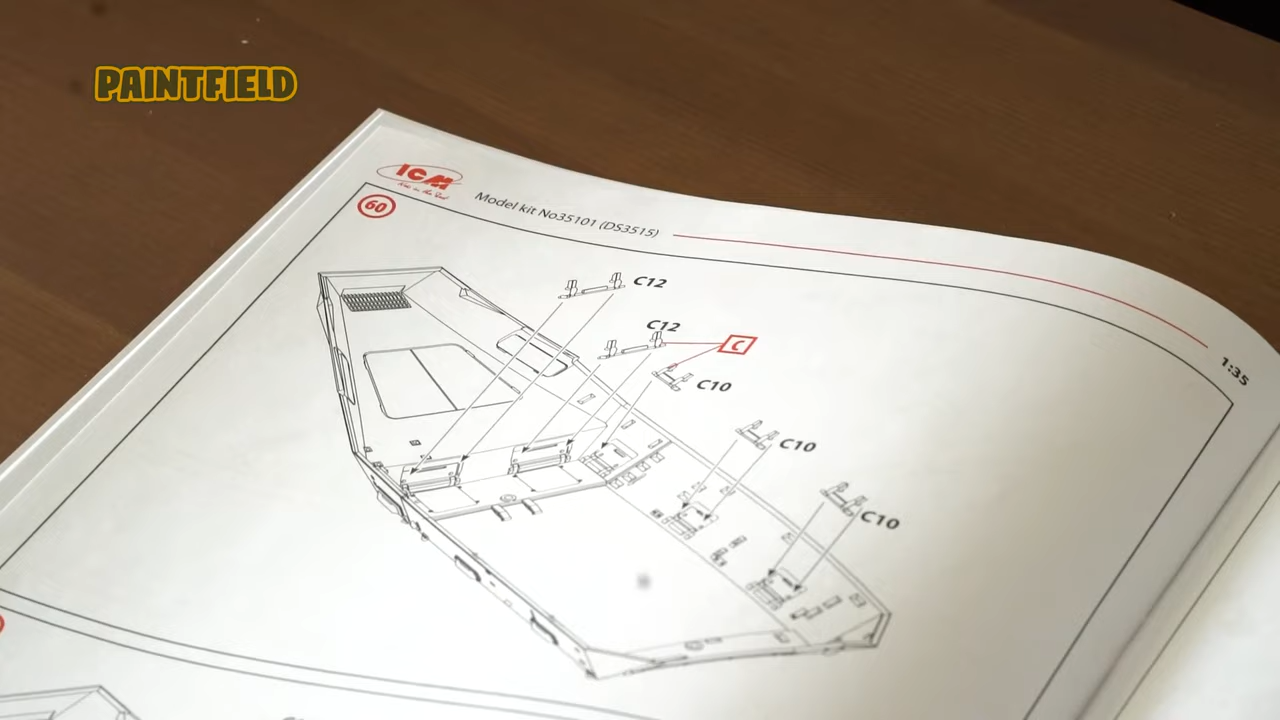 PAINTFIELD
ICM
Model kit No35101 (DS3515)
1:35
60
C12
C12
C
C10
C10
C10